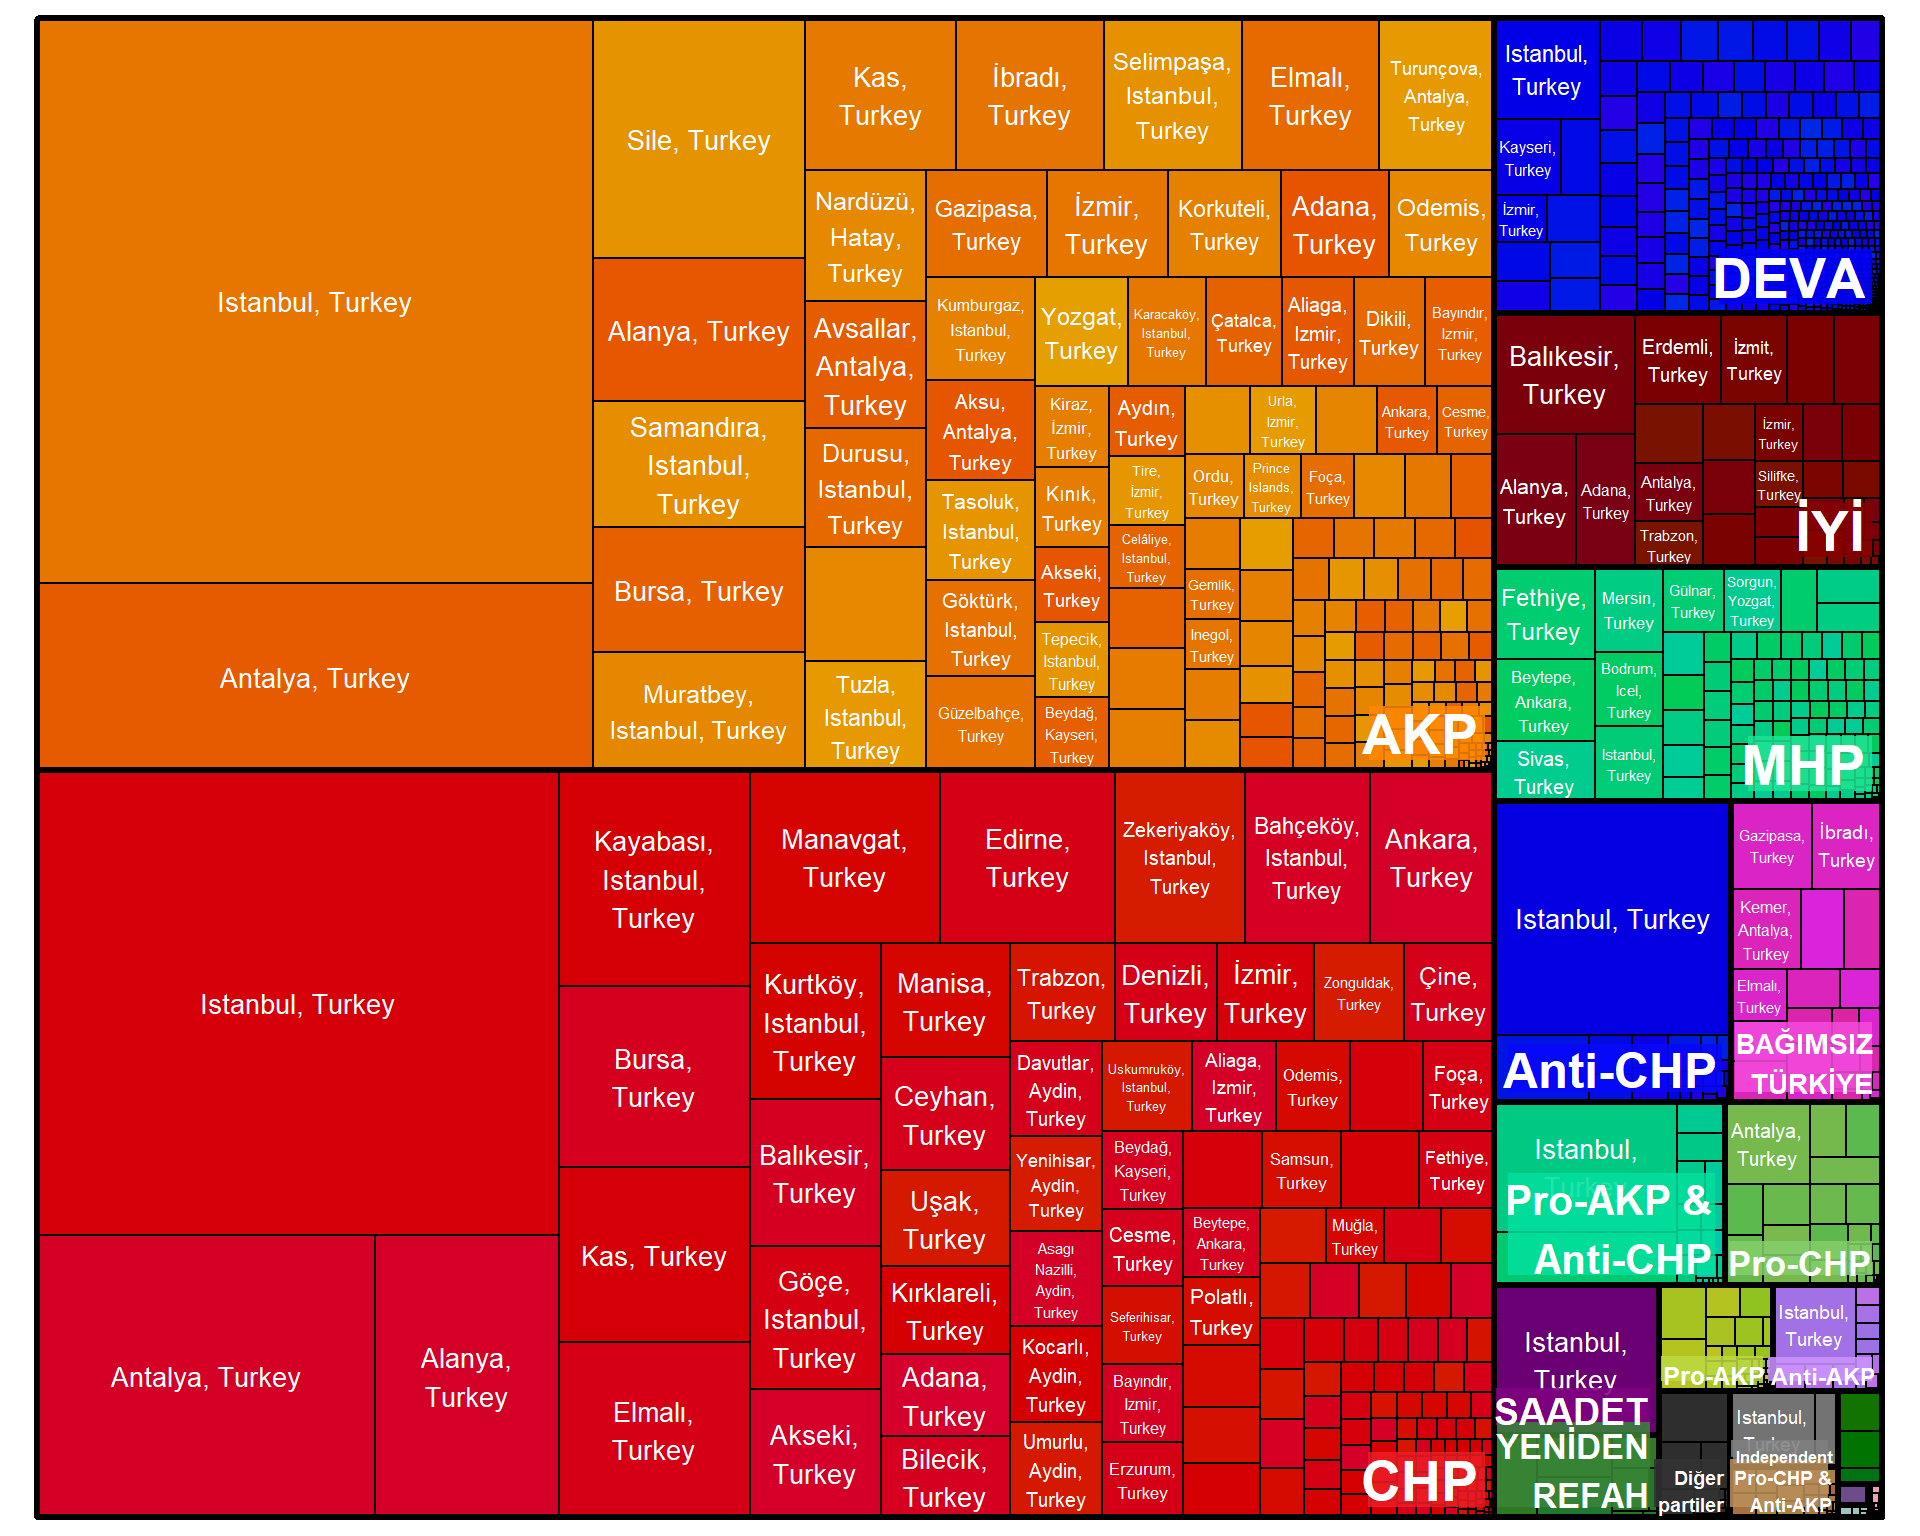 Istanbul, Turkey
Antalya, Turkey
Sile, Turkey
Alanya, Turkey
Samandıra,
Istanbul,
Turkey
Bursa, Turkey
Muratbey,
Istanbul, Turkey
Kas,
Turkey
İbradı,
Turkey
Selimpaşa,
Istanbul,
Turkey
Elmalı,
Turkey
Turunçova,
Antalya,
Turkey
Nardüzü,
Hatay,
Turkey
Avsallar,
Antalya,
Turkey
Durusu,
Istanbul,
Turkey
Tuzla,
Istanbul,
Turkey
Gazipasa,
Turkey
İzmir,
Turkey
Korkuteli,
Turkey
Adana,
Turkey
Odemis,
Turkey
Kumburgaz,
Istanbul,
Turkey
Aksu,
Antalya,
Turkey
Tasoluk,
Istanbul,
Turkey
Göktürk,
Istanbul,
Turkey
Güzelbahçe,
Turkey
Yozgat,
Turkey
Karacaköy,
Istanbul,
Turkey
Çatalca,
Turkey
Aliaga,
Izmir,
Turkey
Dikili,
Turkey
Bayındır,
Izmir,
Turkey
Kiraz,
İzmir,
Turkey
Kınık,
Turkey
Akseki,
Turkey
Tepecik,
Istanbul,
Turkey
Beydağ,
Kayseri,
Turkey
Aydın,
Turkey
Tire,
İzmir,
Turkey
Celâliye,
Istanbul,
Turkey
Urla,
Izmir,
Turkey
Ankara,
Turkey
Cesme,
Turkey
Ordu,
Turkey
Prince
Islands,
Turkey
Foça,
Turkey
Gemlik,
Turkey
Inegol,
Turkey
AKP
Istanbul, Turkey
Antalya, Turkey
Alanya,
Turkey
Kayabası,
Istanbul,
Turkey
Bursa,
Turkey
Kas, Turkey
Elmalı,
Turkey
Manavgat,
Turkey
Edirne,
Turkey
Zekeriyaköy,
Istanbul,
Turkey
Bahçeköy,
Istanbul,
Turkey
Ankara,
Turkey
Kurtköy,
Istanbul,
Turkey
Balıkesir,
Turkey
Göçe,
Istanbul,
Turkey
Akseki,
Turkey
Manisa,
Turkey
Ceyhan,
Turkey
Uşak,
Turkey
Kırklareli,
Turkey
Adana,
Turkey
Bilecik,
Turkey
Trabzon,
Turkey
Denizli,
Turkey
İzmir,
Turkey
Zonguldak,
Turkey
Çine,
Turkey
Davutlar,
Aydin,
Turkey
Yenihisar,
Aydin,
Turkey
Asagı
Nazilli,
Aydin,
Turkey
Kocarlı,
Aydin,
Turkey
Umurlu,
Aydin,
Turkey
Uskumruköy,
Istanbul,
Turkey
Aliaga,
Izmir,
Turkey
Odemis,
Turkey
Foça,
Turkey
Beydağ,
Kayseri,
Turkey
Cesme,
Turkey
Seferihisar,
Turkey
Bayındır,
Izmir,
Turkey
Erzurum,
Turkey
Samsun,
Turkey
Fethiye,
Turkey
Beytepe,
Ankara,
Turkey
Polatlı,
Turkey
Muğla,
Turkey
CHP
Istanbul,
Turkey
Kayseri,
Turkey
İzmir,
Turkey
DEVA
Balıkesir,
Turkey
Alanya,
Turkey
Adana,
Turkey
Erdemli,
Turkey
İzmit,
Turkey
Antalya,
Turkey
Trabzon,
Turkey
İzmir,
Turkey
Silifke,
Turkey
İYİ
Fethiye,
Turkey
Beytepe,
Ankara,
Turkey
Sivas,
Turkey
Mersin,
Turkey
Bodrum,
Icel,
Turkey
Istanbul,
Turkey
Gülnar,
Turkey
Sorgun,
Yozgat,
Turkey
MHP
Istanbul, Turkey
Anti-CHP
Gazipasa,
Turkey
İbradı,
Turkey
Kemer,
Antalya,
Turkey
Elmalı,
Turkey
BAĞIMSIZ
TÜRKİYE
Istanbul,
Turkey
Pro-AKP &
Anti-CHP
Antalya,
Turkey
Pro-CHP
Istanbul,
Turkey
SAADET
YENİDEN
REFAH
Pro-AKP
Istanbul,
Turkey
Anti-AKP
Diğer
partiler
Istanbul,
Turkey
Independent
Pro-CHP &
Anti-AKP